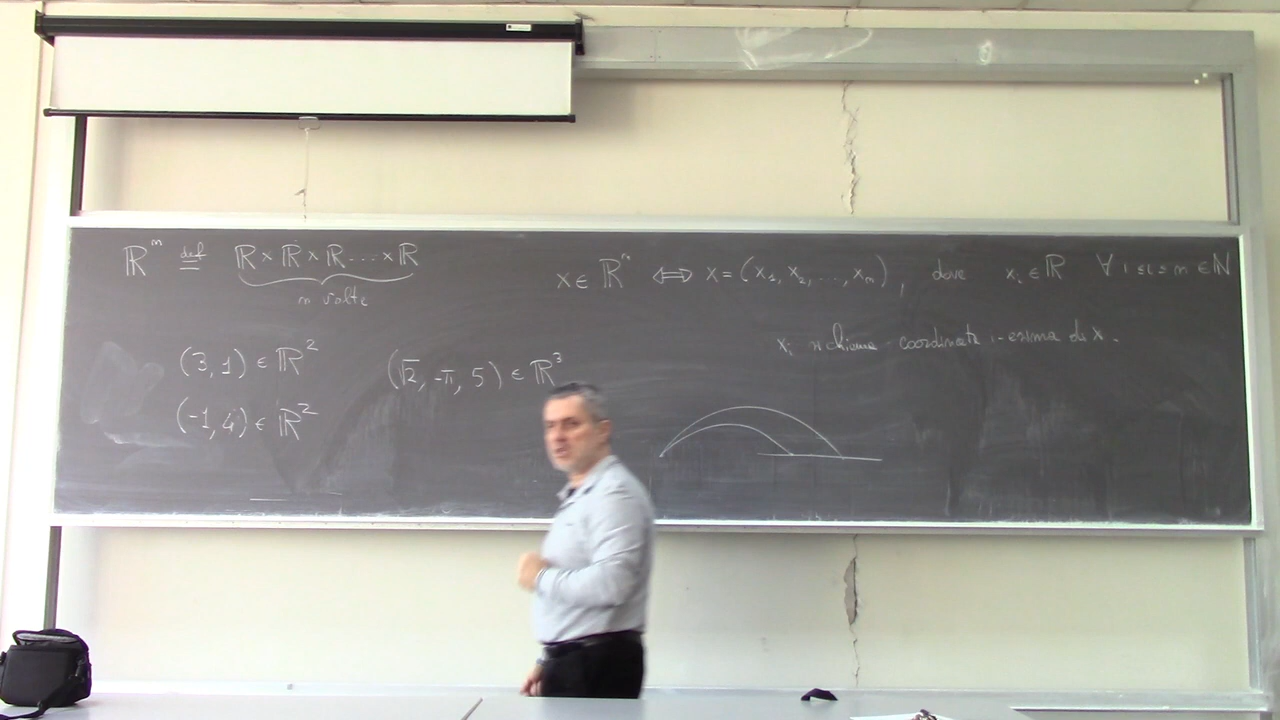 ℝⁿ def= ℝ × ℝ × ℝ . . . × ℝ
n volte
x ∈ ℝⁿ ⟺ x = (x₁, x₂, ..., xₙ), dove xᵢ ∈ ℝ ∀ 1 ≤ i ≤ n ∈ ℕ
xᵢ si chiama coordinata i-esima di x.
(3, 1) ∈ ℝ²
(√2, -π, 5) ∈ ℝ³
(-1, 4) ∈ ℝ²